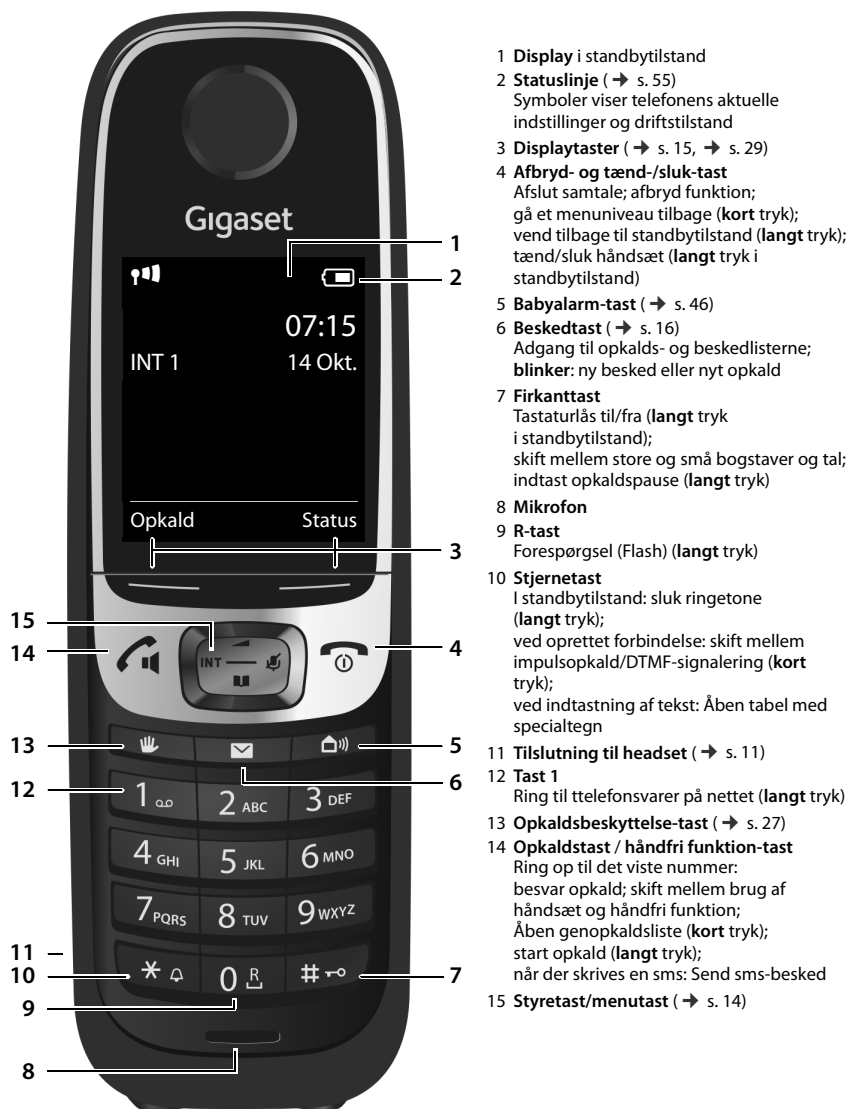 Gigaset
1
2
07:15
INT 1 14 Okt.
Opkald Status
3
15
14
INT
4
13
5
6
12
1
2 ABC
3 DEF
4 GHI
5 JKL
6 MNO
7 PQRS
8 TUV
9 WXYZ
11
10
* 0 R #
7
9
8
1 Display i standbytilstand
2 Statuslinje ( ➔ s. 55)
Symboler viser telefonens aktuelle
indstillinger og driftstilstand
3 Displaytaster ( ➔ s. 15, ➔ s. 29)
4 Afbryd- og tænd-/sluk-tast
Afslut samtale; afbryd funktion;
gå et menuniveau tilbage (kort tryk);
vend tilbage til standbytilstand (langt tryk);
tænd/sluk håndsæt (langt tryk i
standbytilstand)
5 Babyalarm-tast ( ➔ s. 46)
6 Beskedtast ( ➔ s. 16)
Adgang til opkalds- og beskedlisterne;
blinker: ny besked eller nyt opkald
7 Firkanttast
Tastaturlås til/fra (langt tryk
i standbytilstand);
skift mellem store og små bogstaver og tal;
indtast opkaldspause (langt tryk)
8 Mikrofon
9 R-tast
Forespørgsel (Flash) (langt tryk)
10 Stjernetast
I standbytilstand: sluk ringetone
(langt tryk);
ved oprettet forbindelse: skift mellem
impulsopkald/DTMF-signalering (kort
tryk);
ved indtastning af tekst: Åben tabel med
specialtegn
11 Tilslutning til headset ( ➔ s. 11)
12 Tast 1
Ring til ttelefonsvarer på nettet (langt tryk)
13 Opkaldsbeskyttelse-tast ( ➔ s. 27)
14 Opkaldstast / håndfri funktion-tast
Ring op til det viste nummer:
besvar opkald; skift mellem brug af
håndsæt og håndfri funktion;
Åben genopkaldsliste (kort tryk);
start opkald (langt tryk);
når der skrives en sms: Send sms-besked
15 Styretast/menutast ( ➔ s. 14)